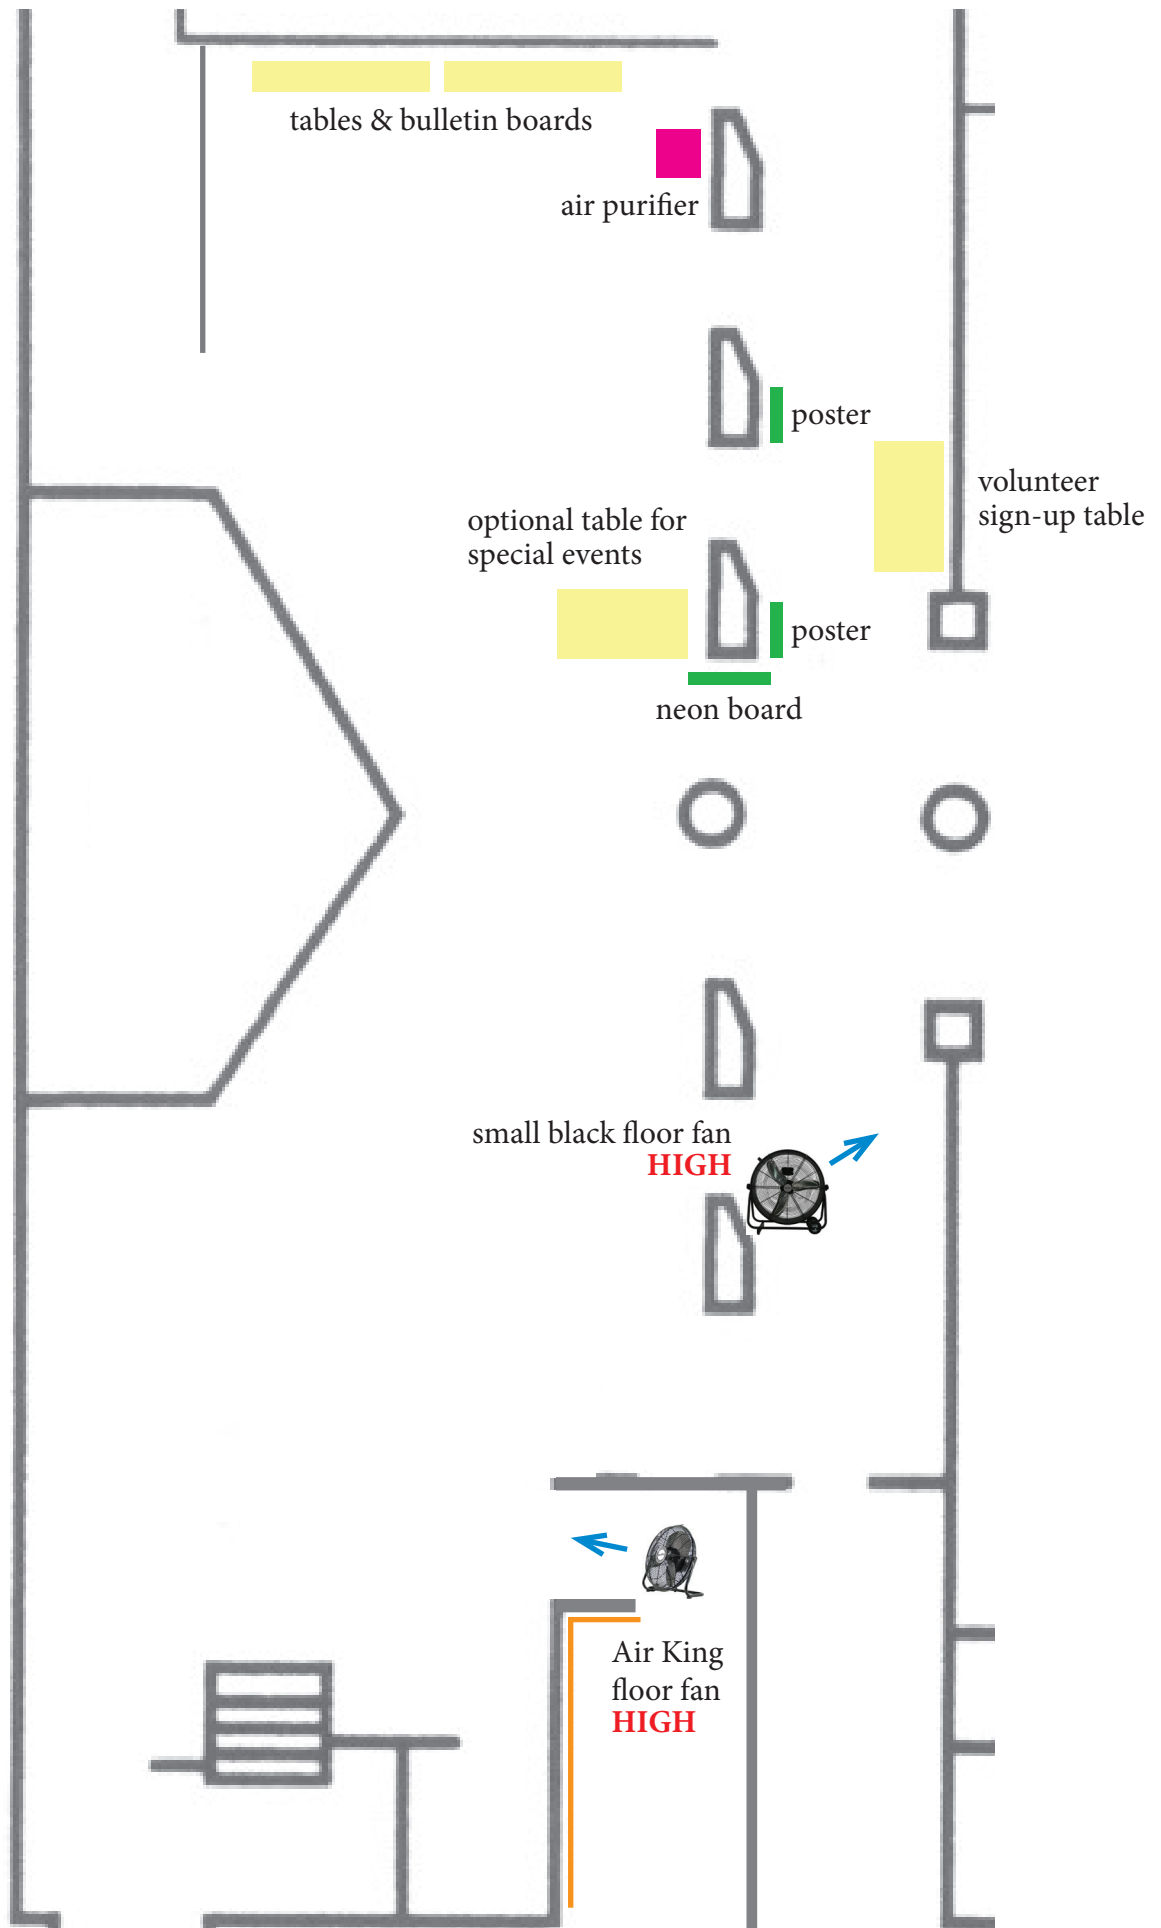 tables & bulletin boards
air purifier
poster
volunteer
sign-up table
optional table for
special events
poster
neon board
small black floor fan
HIGH
Air King
floor fan
HIGH